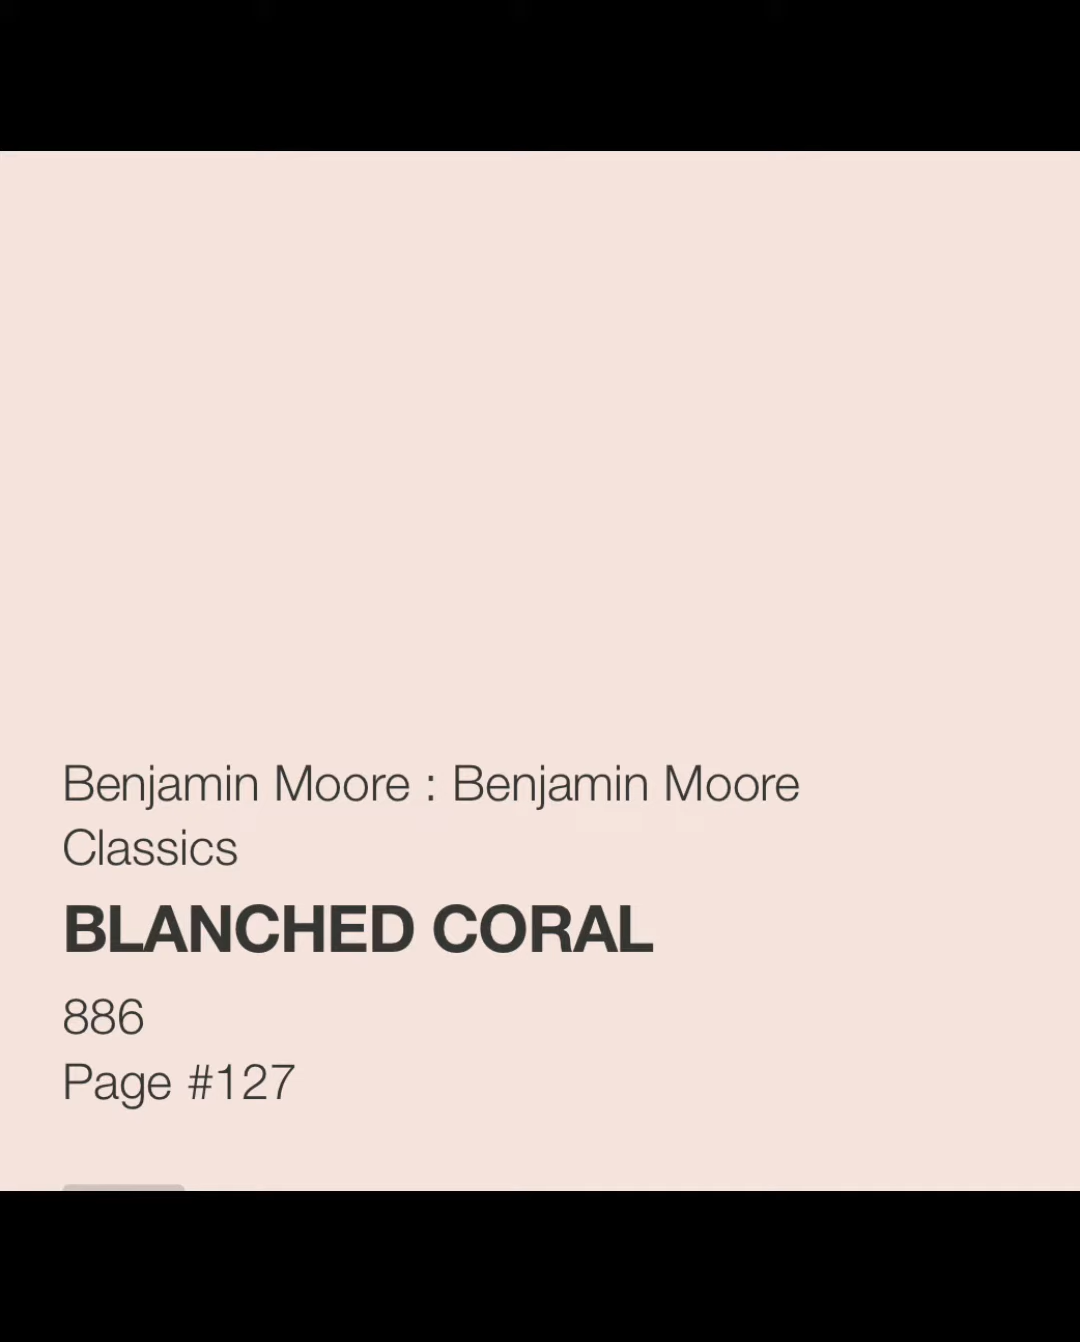 Benjamin Moore : Benjamin Moore
Classics
BLANCHED CORAL
886
Page #127